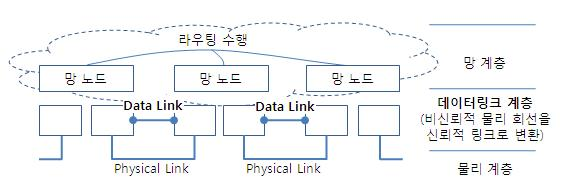 라우팅 수행
망 노드
망 노드
망 노드
망 계층
Data Link
Data Link
데이터링크 계층
(비신뢰적 물리 회선을
신뢰적 링크로 변환)
Physical Link
Physical Link
물리 계층